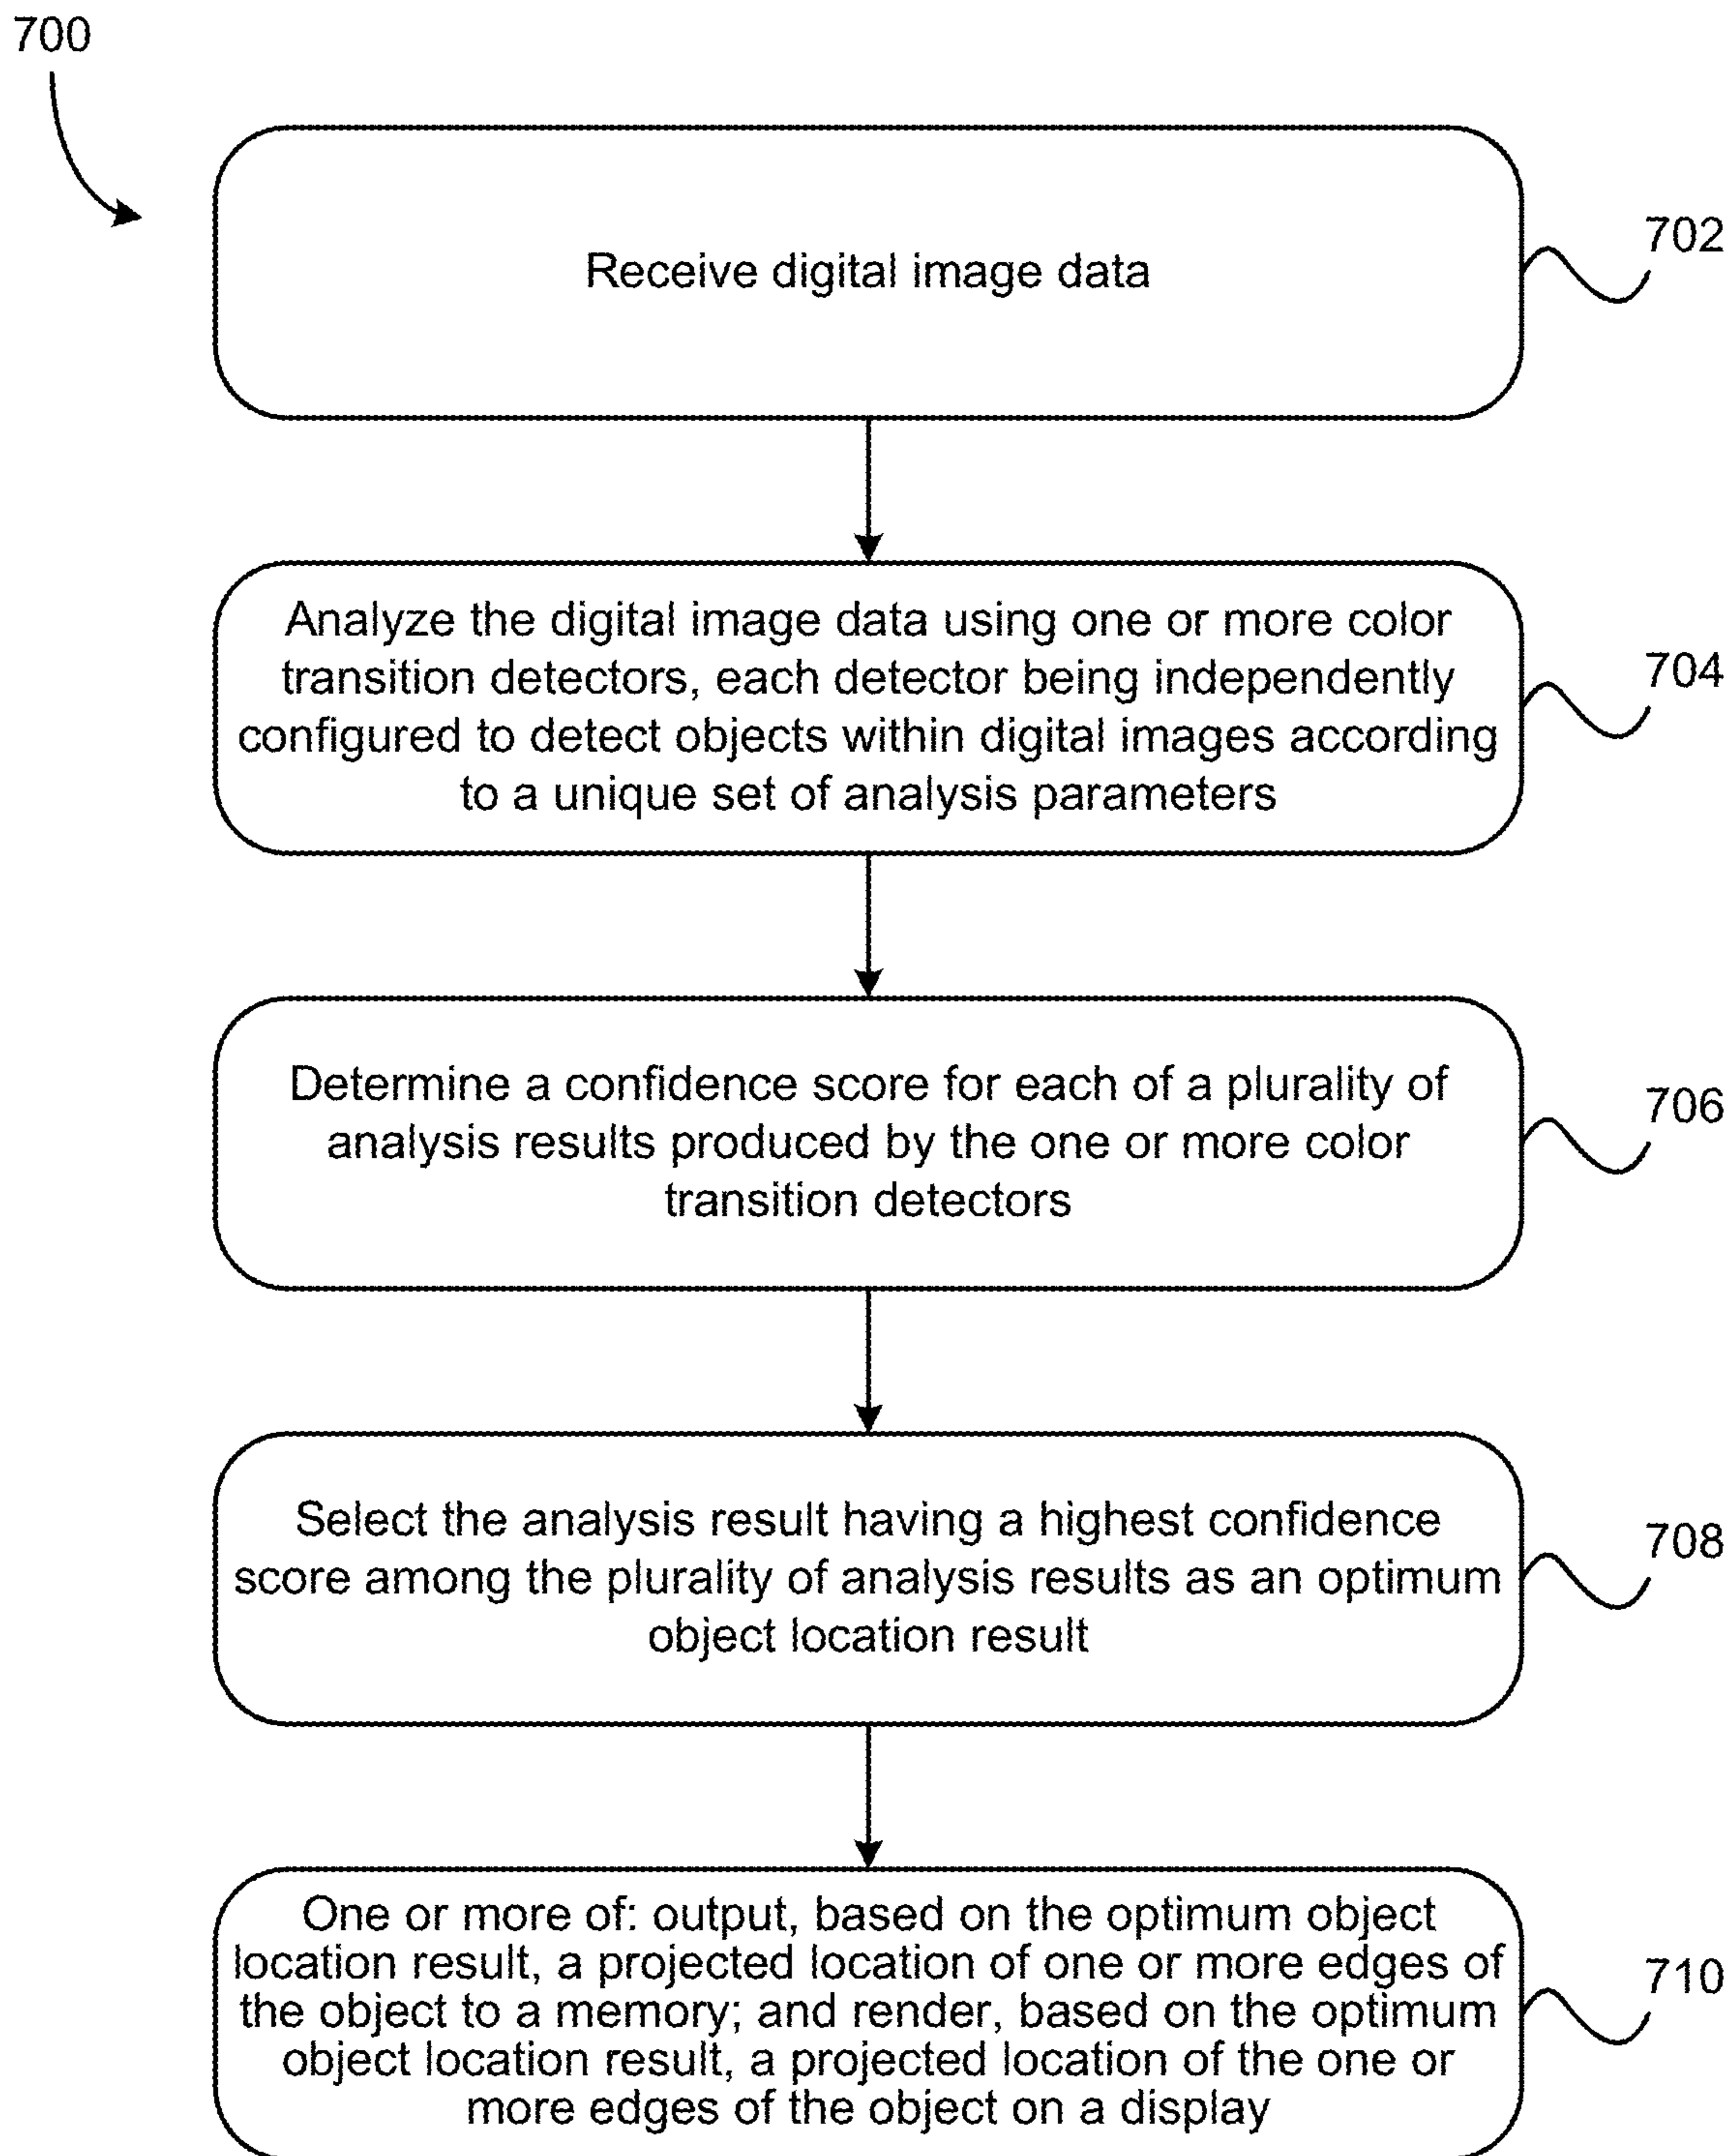 700
Receive digital image data
702
Analyze the digital image data using one or more color
transition detectors, each detector being independently
configured to detect objects within digital images according
to a unique set of analysis parameters
704
Determine a confidence score for each of a plurality of
analysis results produced by the one or more color
transition detectors
706
Select the analysis result having a highest confidence
score among the plurality of analysis results as an optimum
object location result
708
One or more of: output, based on the optimum object
location result, a projected location of one or more edges of
the object to a memory; and render, based on the optimum
object location result, a projected location of the one or
more edges of the object on a display
710